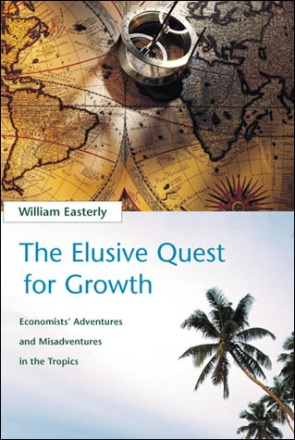 William Easterly
The Elusive Quest
for Growth
Economists' Adventures
and Misadventures
in the Tropics